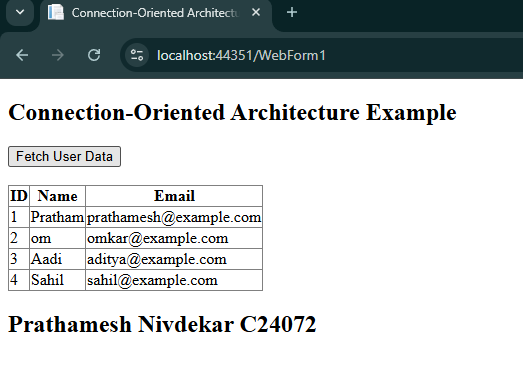 Connection-Oriented Architectu
localhost:44351/WebForm1
Connection-Oriented Architecture Example
Fetch User Data
ID Name Email
1 Pratham prathamesh@example.com
2 om omkar@example.com
3 Aadi aditya@example.com
4 Sahil sahil@example.com
Prathamesh Nivdekar C24072